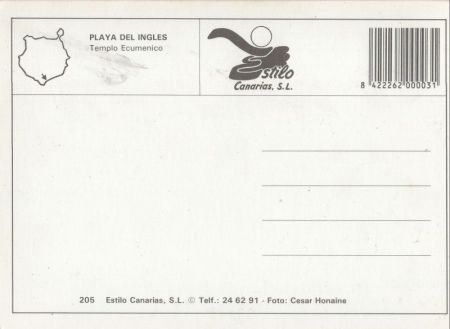 PLAYA DEL INGLES
Templo Ecumenico
Estilo
Canarias, S.L.
8 422262 000031
205 Estilo Canarias, S.L. © Telf.: 24 62 91 - Foto: Cesar Honaine